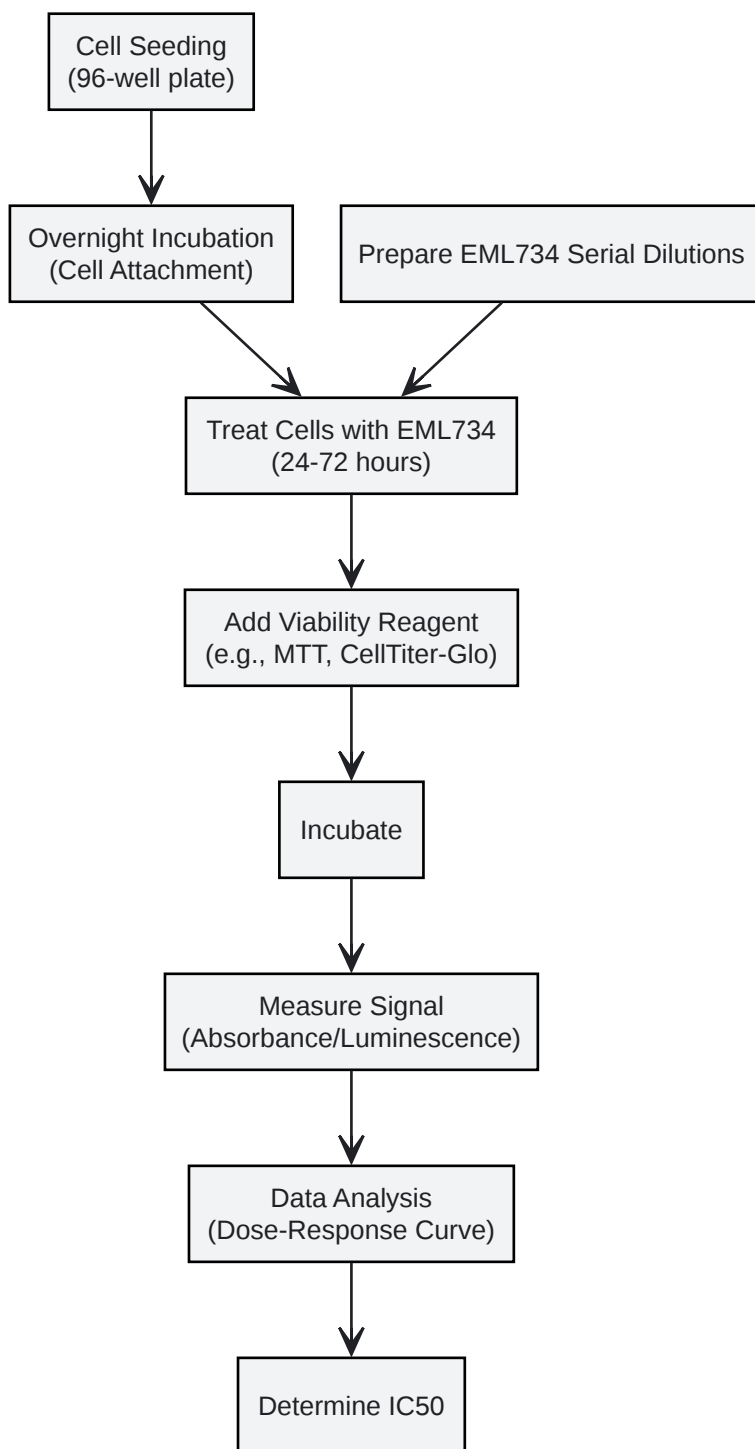 Cell Seeding
(96-well plate)
Overnight Incubation
(Cell Attachment)
Prepare EML734 Serial Dilutions
Treat Cells with EML734
(24-72 hours)
Add Viability Reagent
(e.g., MTT, CellTiter-Glo)
Incubate
Measure Signal
(Absorbance/Luminescence)
Data Analysis
(Dose-Response Curve)
Determine IC50